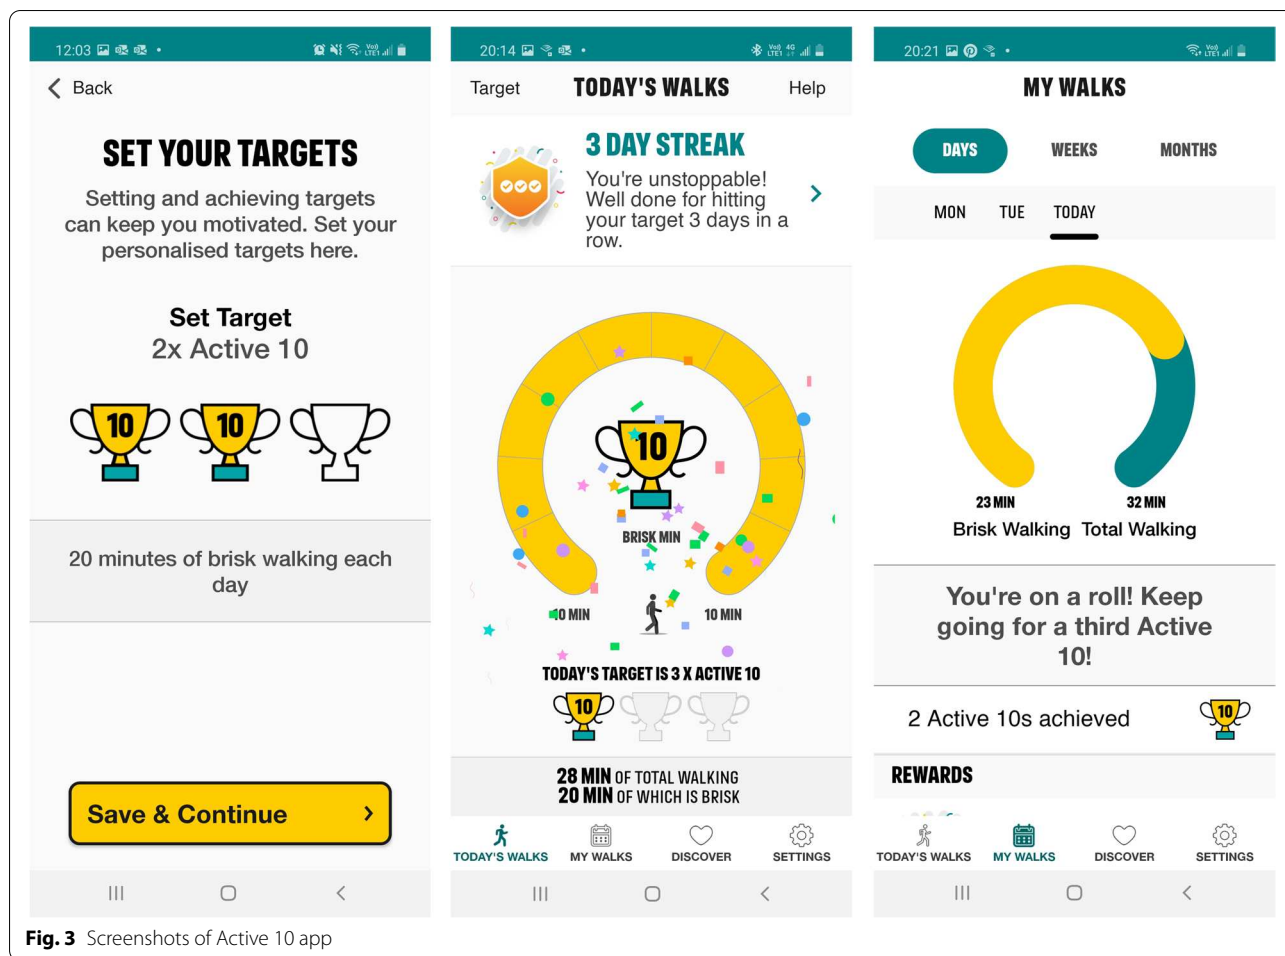 12:03
Back
SET YOUR TARGETS
Setting and achieving targets
can keep you motivated. Set your
personalised targets here.
Set Target
2x Active 10
10 10
20 minutes of brisk walking each
day
Save & Continue
20:14
4G
Target TODAY'S WALKS Help
3 DAY STREAK
You're unstoppable!
Well done for hitting
your target 3 days in a
row.
10
BRISK MIN
10 MIN 10 MIN
TODAY'S TARGET IS 3 X ACTIVE 10
10
28 MIN OF TOTAL WALKING
20 MIN OF WHICH IS BRISK
TODAY'S WALKS MY WALKS DISCOVER SETTINGS
20:21
MY WALKS
DAYS WEEKS MONTHS
MON TUE TODAY
23 MIN 32 MIN
Brisk Walking Total Walking
You're on a roll! Keep
going for a third Active
10!
2 Active 10s achieved 10
REWARDS
TODAY'S WALKS MY WALKS DISCOVER SETTINGS
Fig. 3 Screenshots of Active 10 app